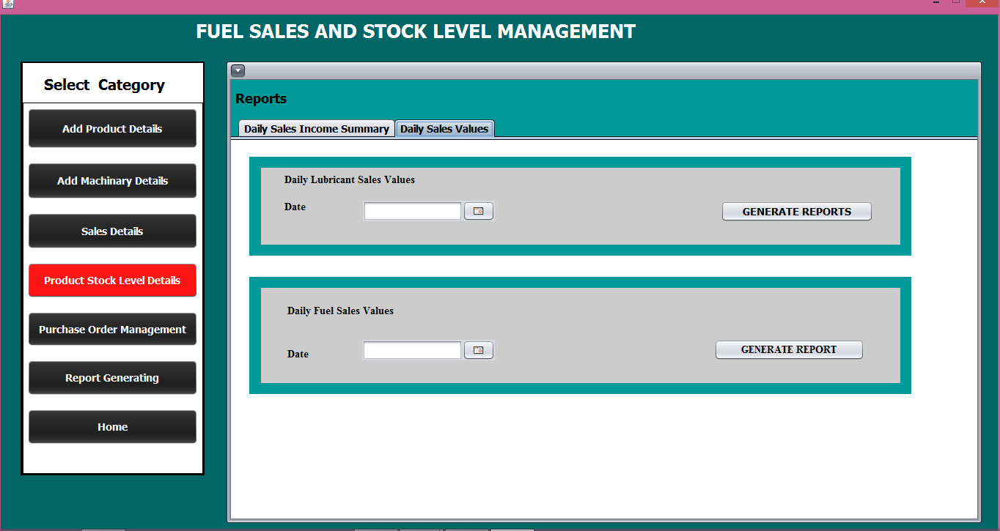 FUEL SALES AND STOCK LEVEL MANAGEMENT
Select Category
Add Product Details
Add Machinary Details
Sales Details
Product Stock Level Details
Purchase Order Management
Report Generating
Home
Reports
Daily Sales Income Summary
Daily Sales Values
Daily Lubricant Sales Values
Date
GENERATE REPORTS
Daily Fuel Sales Values
Date
GENERATE REPORT